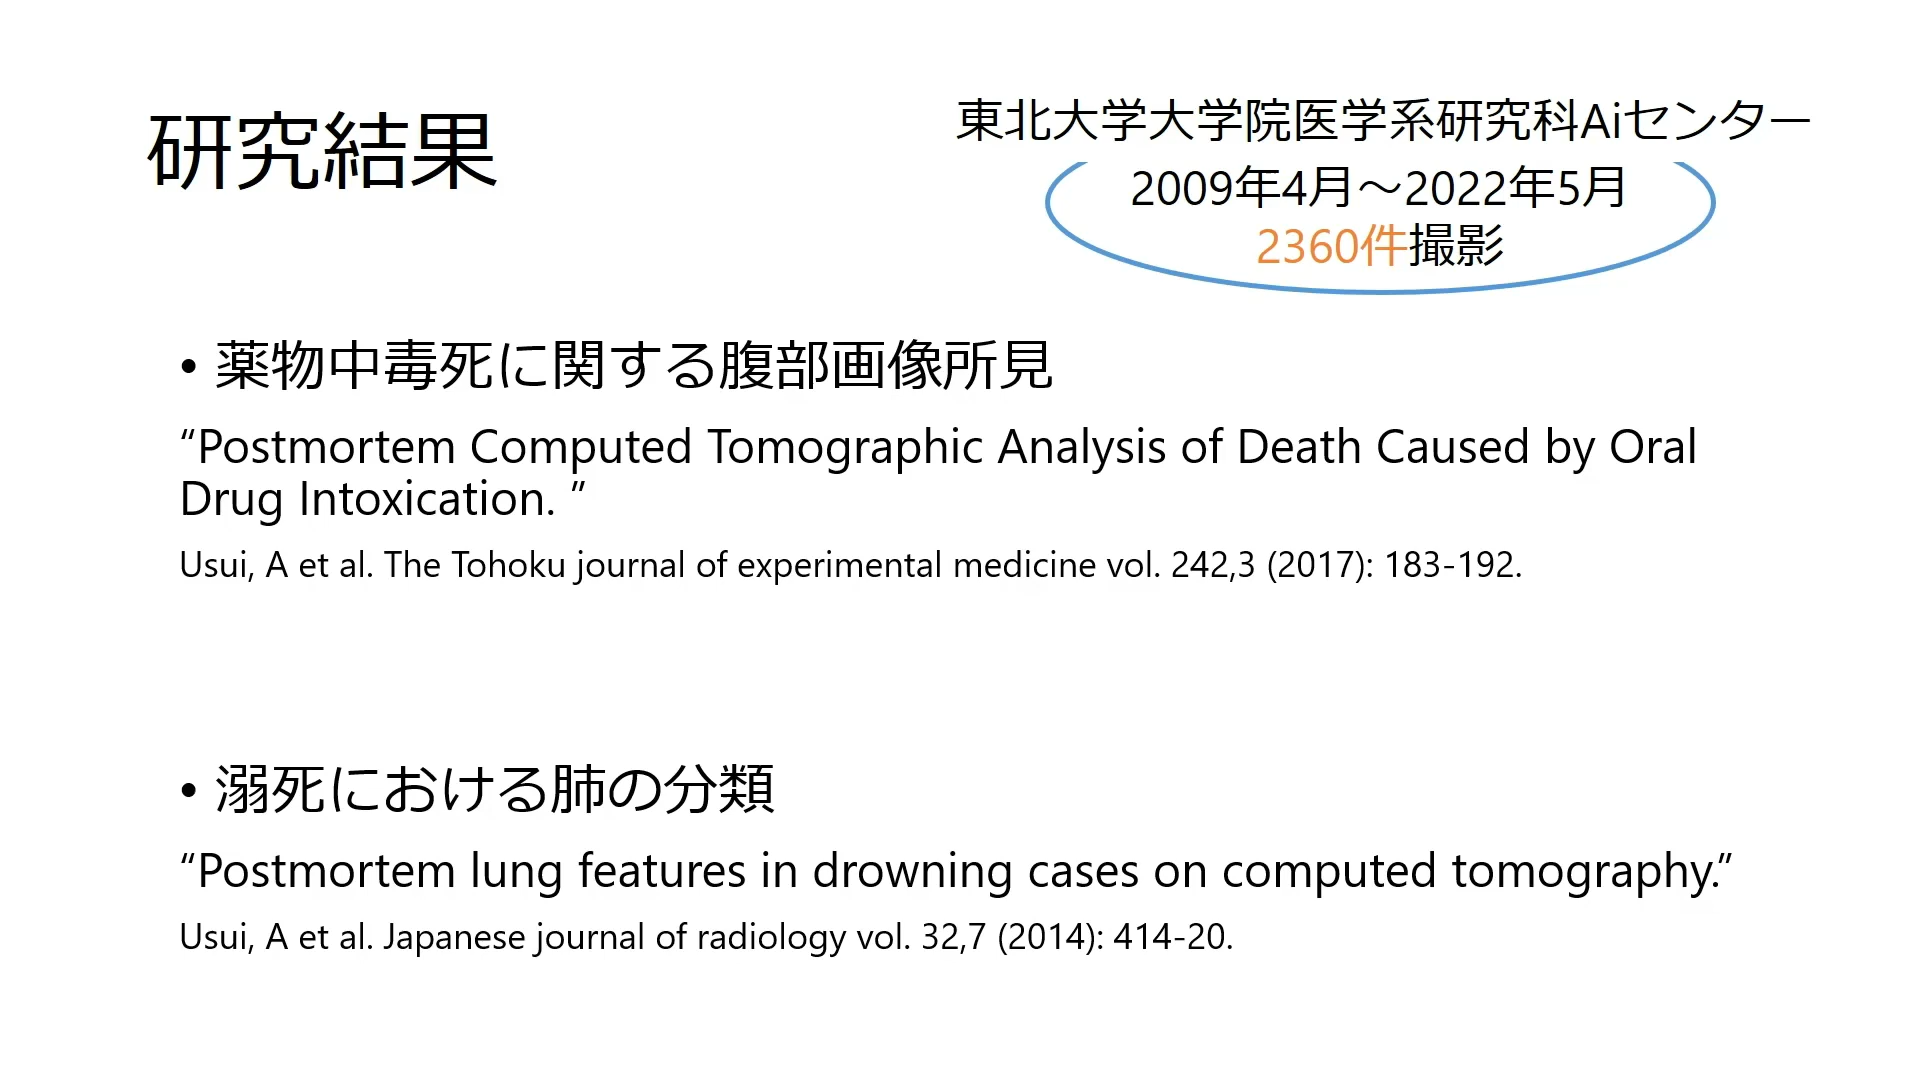 研究結果
東北大学大学院医学系研究科Aiセンター
2009年4月～2022年5月
2360件撮影
• 薬物中毒死に関する腹部画像所見
“Postmortem Computed Tomographic Analysis of Death Caused by Oral
Drug Intoxication. ”
Usui, A et al. The Tohoku journal of experimental medicine vol. 242,3 (2017): 183-192.
• 溺死における肺の分類
“Postmortem lung features in drowning cases on computed tomography.”
Usui, A et al. Japanese journal of radiology vol. 32,7 (2014): 414-20.